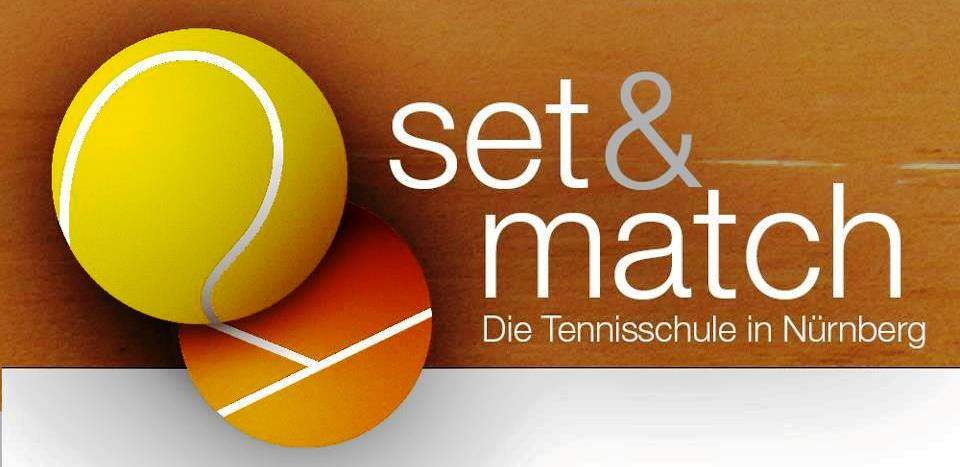 set&
match
Die Tennisschule in Nürnberg